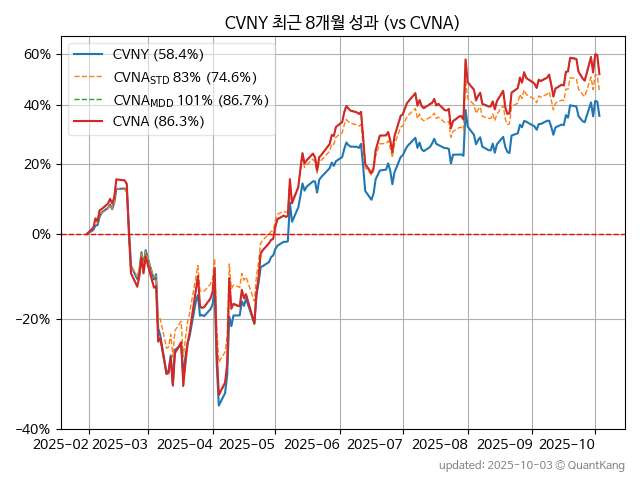 CVNY 최근 8개월 성과 (vs CVNA)
CVNY (58.4%)
CVNASTD 83% (74.6%)
CVNAMDD 101% (86.7%)
CVNA (86.3%)
60%
40%
20%
0%
−20%
−40%
2025-02 2025-03 2025-04 2025-05 2025-06 2025-07 2025-08 2025-09 2025-10
updated: 2025-10-03 © QuantKang